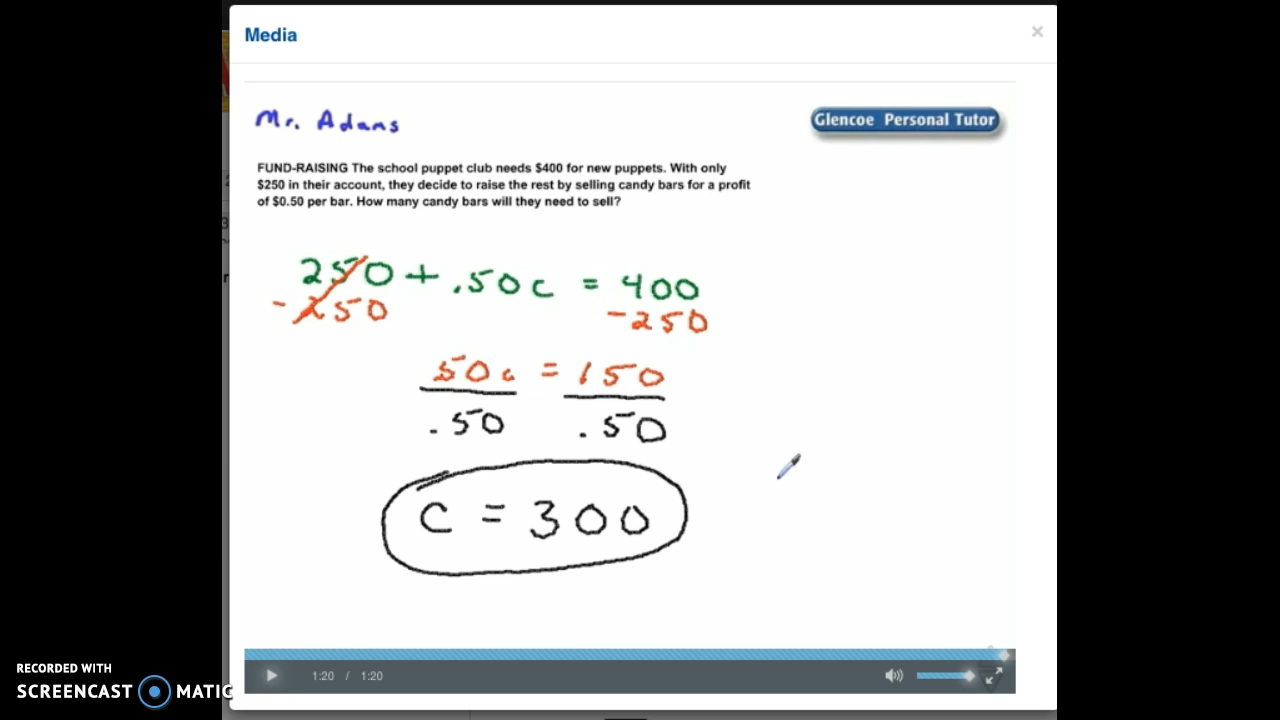 Media
×
Mr. Adams
Glencoe Personal Tutor
FUND-RAISING The school puppet club needs $400 for new puppets. With only
$250 in their account, they decide to raise the rest by selling candy bars for a profit
of $0.50 per bar. How many candy bars will they need to sell?
250 + .50c = 400
-250 -250
50c = 150
.50 .50
c = 300
1:20 / 1:20
RECORDED WITH
SCREENCAST MATIC